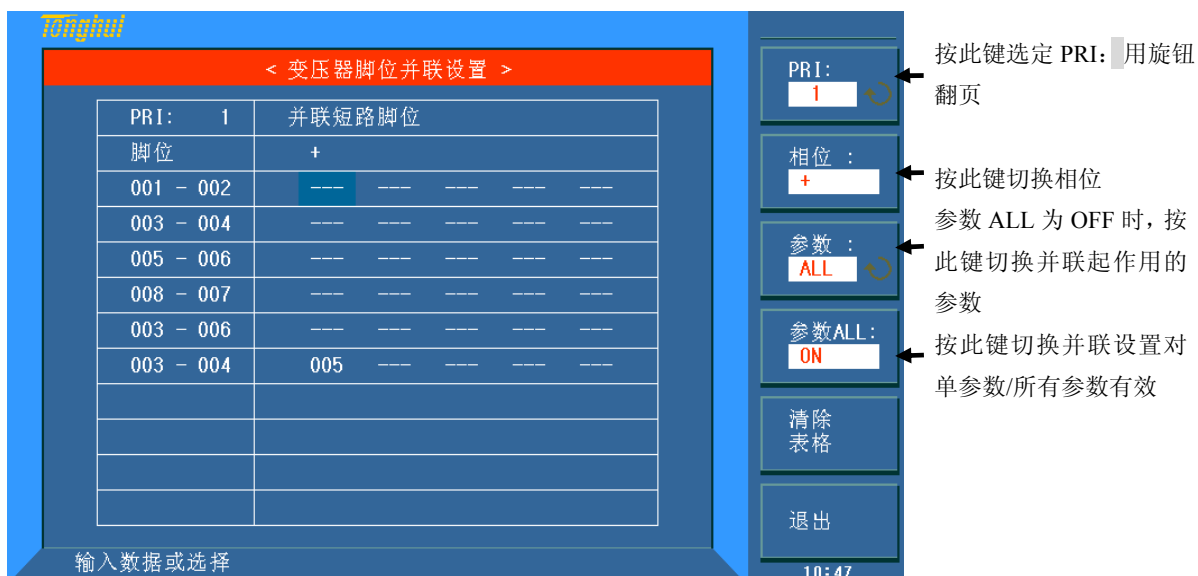 Tonghui
< 变压器脚位并联设置 >
PRI: 1 并联短路脚位
脚位 +
001 - 002 --- --- --- --- ---
003 - 004 --- --- --- --- ---
005 - 006 --- --- --- --- ---
008 - 007 --- --- --- --- ---
003 - 006 --- --- --- --- ---
003 - 004 005 --- --- --- ---
输入数据或选择
PRI:
1
相位 :
+
参数 :
ALL
参数ALL:
ON
清除
表格
退出
10:47
按此键选定 PRI: 用旋钮
翻页
按此键切换相位
参数 ALL 为 OFF 时，按
此键切换并联起作用的
参数
按此键切换并联设置对
单参数/所有参数有效